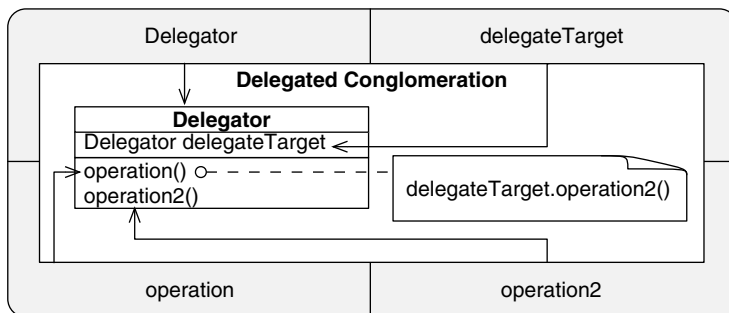 Delegator
delegateTarget
Delegated Conglomeration
Delegator
Delegator delegateTarget
operation()
operation2()
delegateTarget.operation2()
operation
operation2